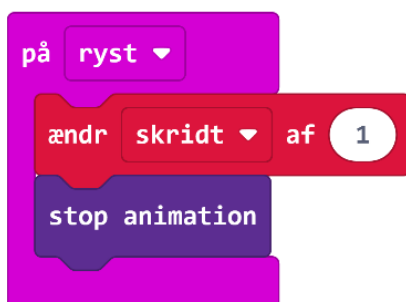 på ryst
ændr skridt af 1
stop animation